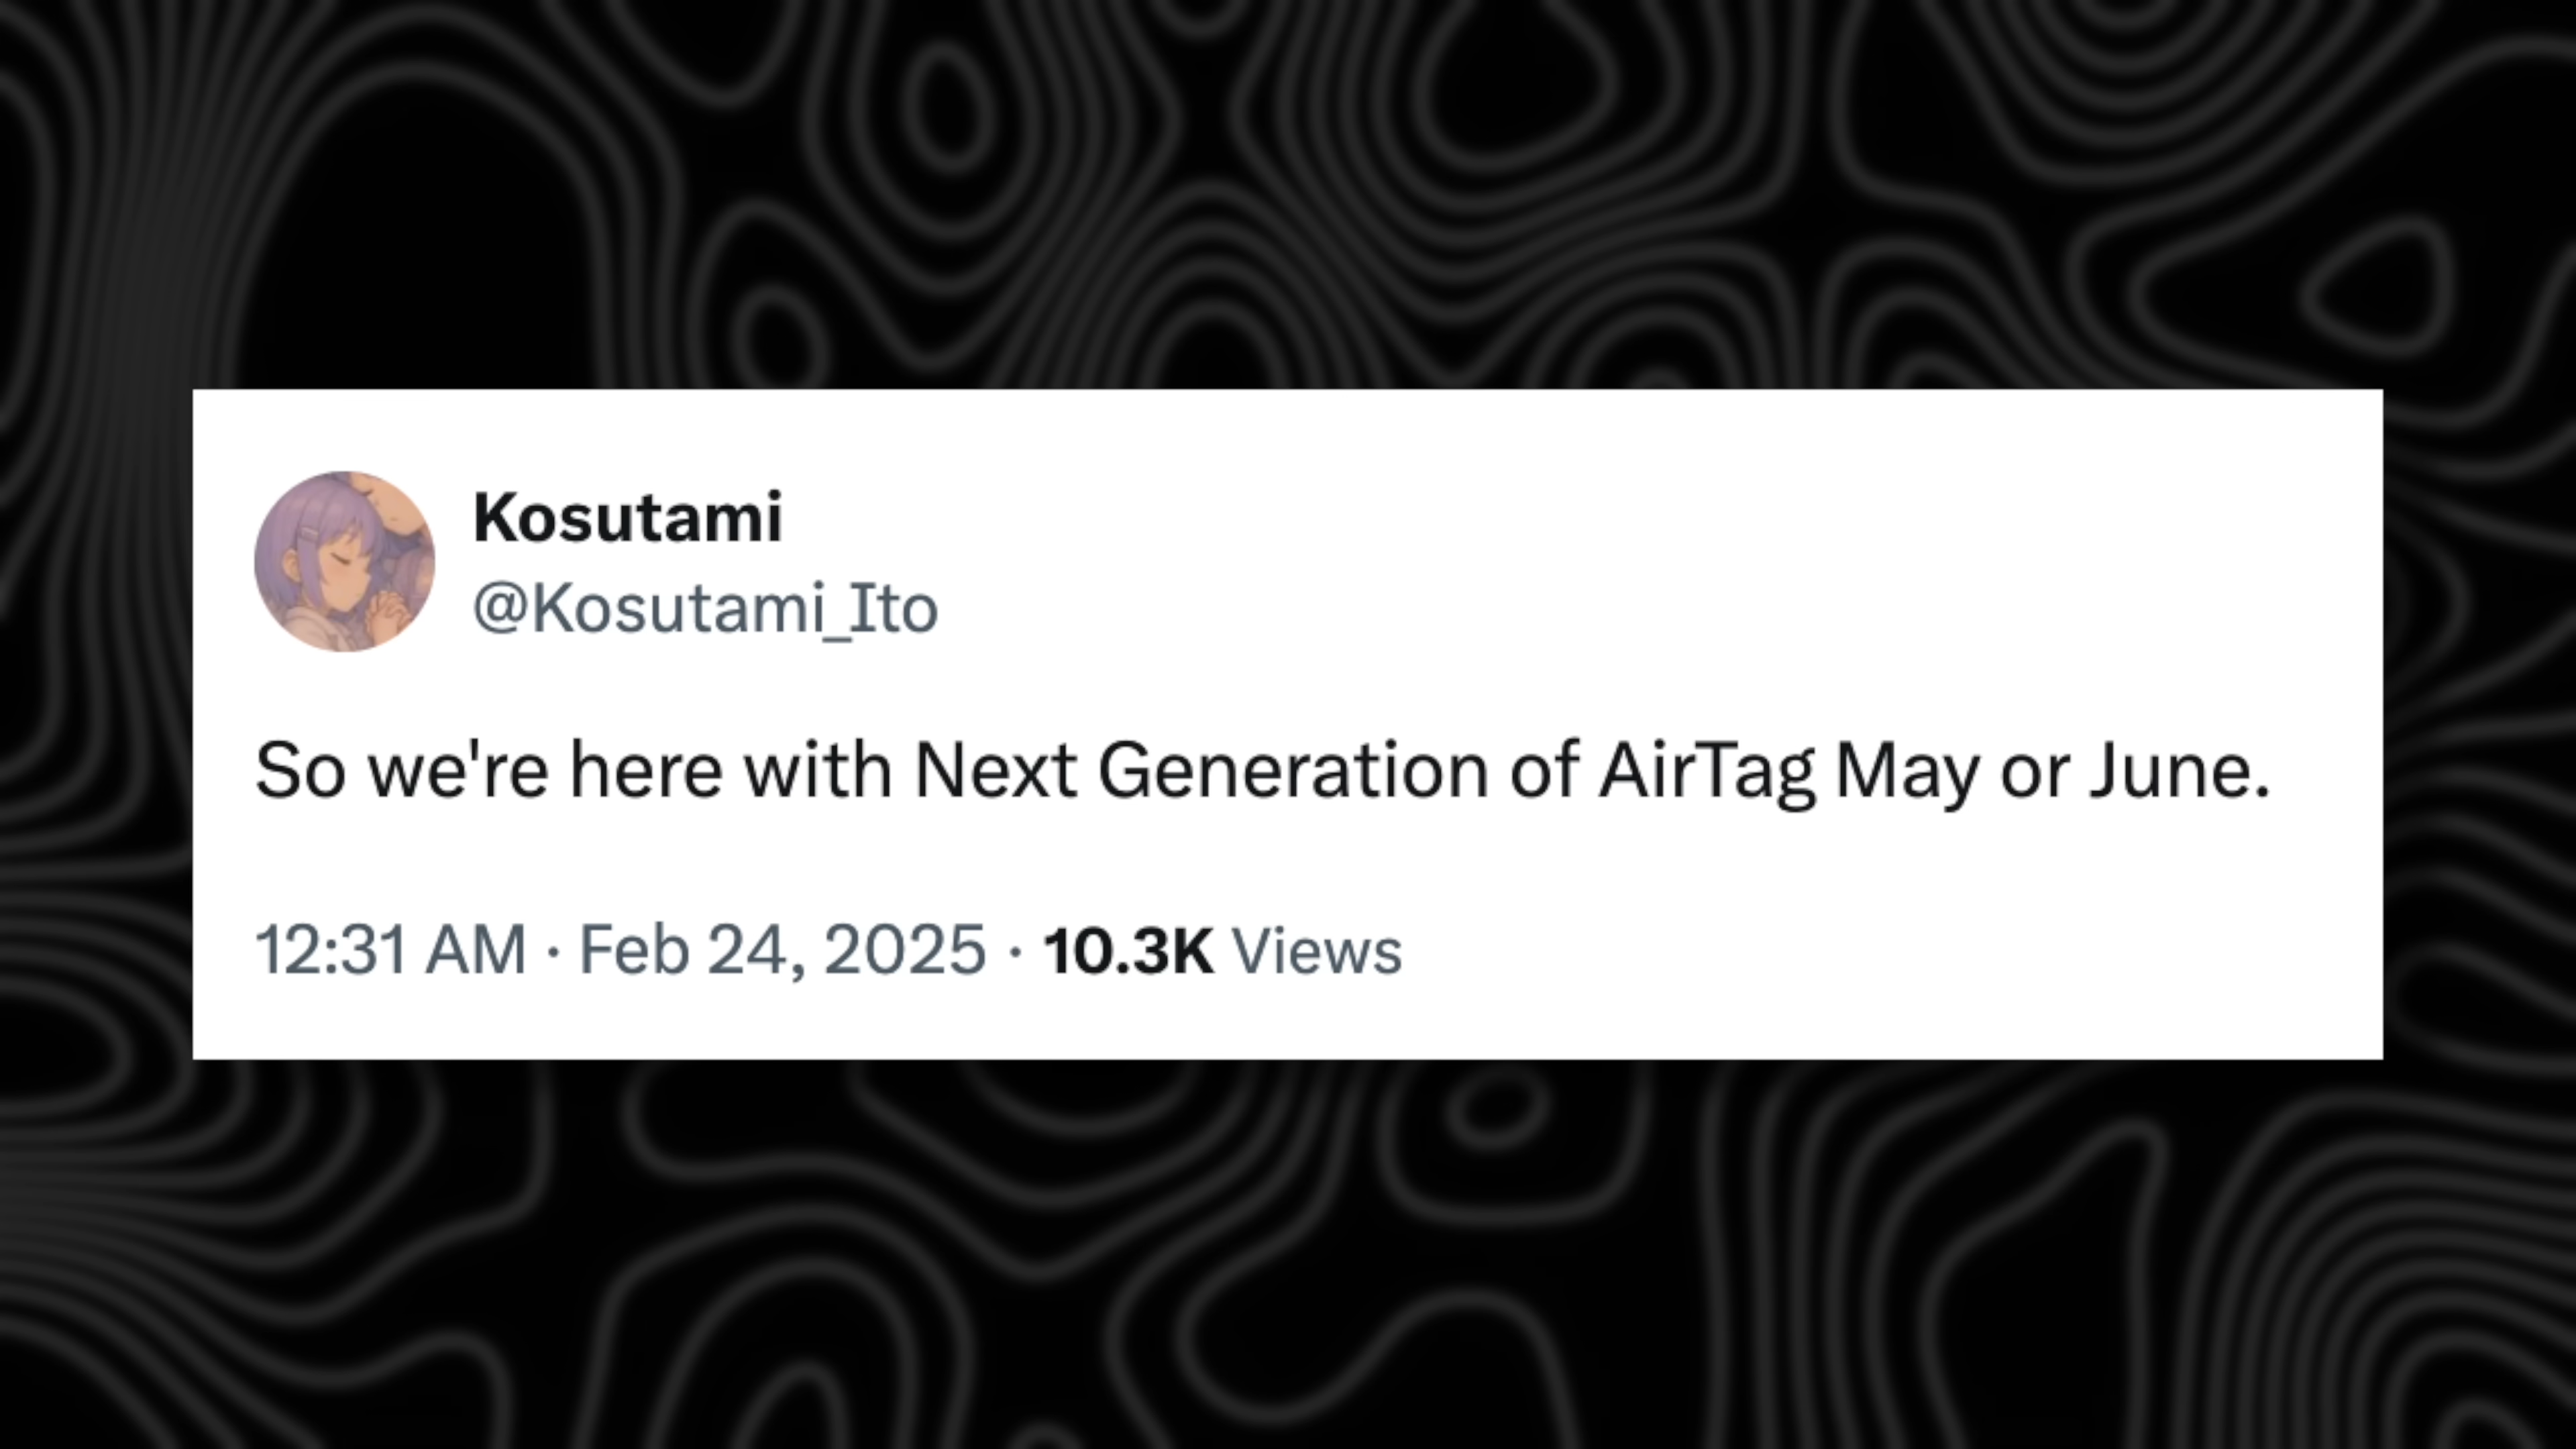 Kosutami
@Kosutami_Ito
So we're here with Next Generation of AirTag May or June.
12:31 AM · Feb 24, 2025 · 10.3K Views